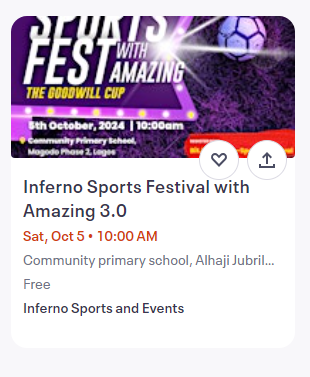 SPORTS
FEST WITH AMAZING
THE GOODWILL CUP
5th October, 2024 | 10:00am
Community Primary School,
Magodo Phase 2, Lagos
Inferno Sports Festival with
Amazing 3.0
Sat, Oct 5 • 10:00 AM
Community primary school, Alhaji Jubril...
Free
Inferno Sports and Events